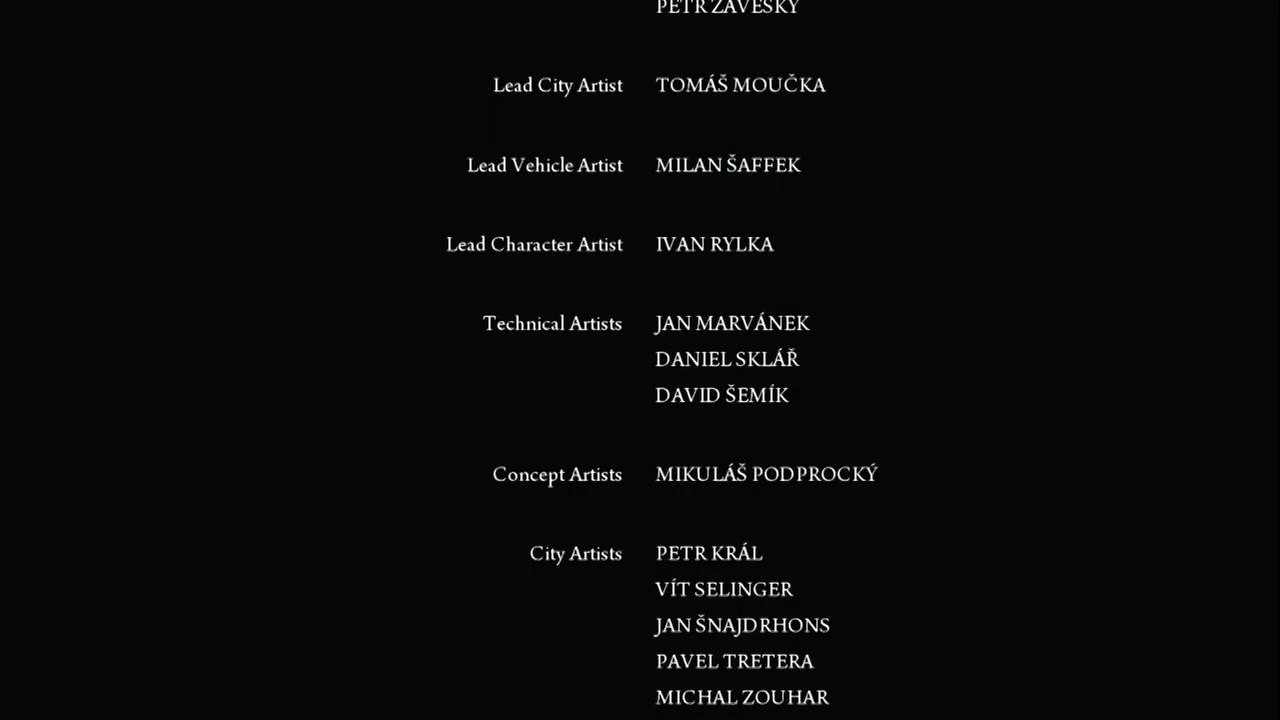 PETR ZÁVESKÝ
Lead City Artist TOMÁŠ MOUČKA
Lead Vehicle Artist MILAN ŠAFFEK
Lead Character Artist IVAN RYLKA
Technical Artists JAN MARVÁNEK
DANIEL SKLÁŘ
DAVID ŠEMÍK
Concept Artists MIKULÁŠ PODPROCKÝ
City Artists PETR KRÁL
VÍT SELINGER
JAN ŠNAJDRHONS
PAVEL TRETERA
MICHAL ZOUHAR